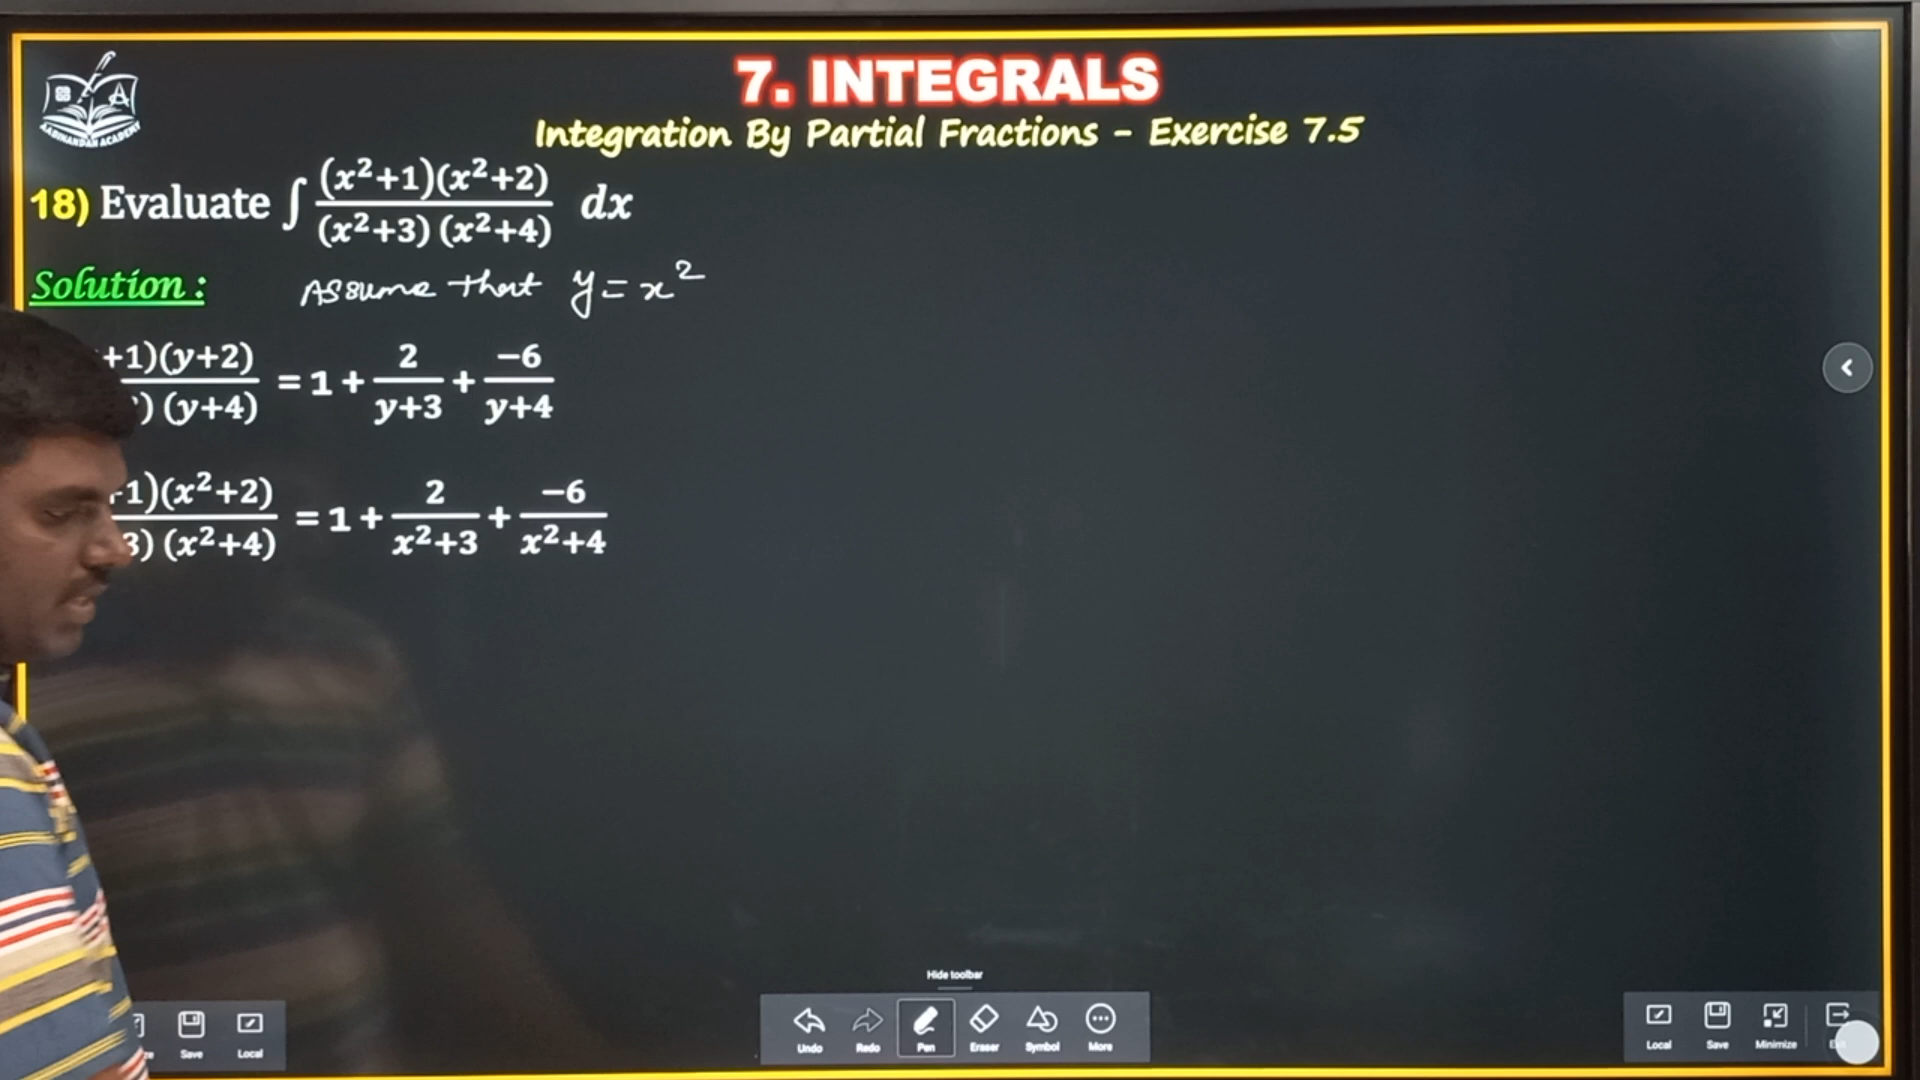 7. INTEGRALS
Integration By Partial Fractions - Exercise 7.5
AABINANDAN ACADEMY
18) Evaluate ∫ (x²+1)(x²+2) / (x²+3) (x²+4) dx
Solution :
Assume that y = x²
+1)(y+2) / ) (y+4) = 1 + 2 / y+3 + −6 / y+4
1)(x²+2) / 3) (x²+4) = 1 + 2 / x²+3 + −6 / x²+4
Hide toolbar
Save Local
Undo Redo Pen Eraser Symbol More
Local Save Minimize